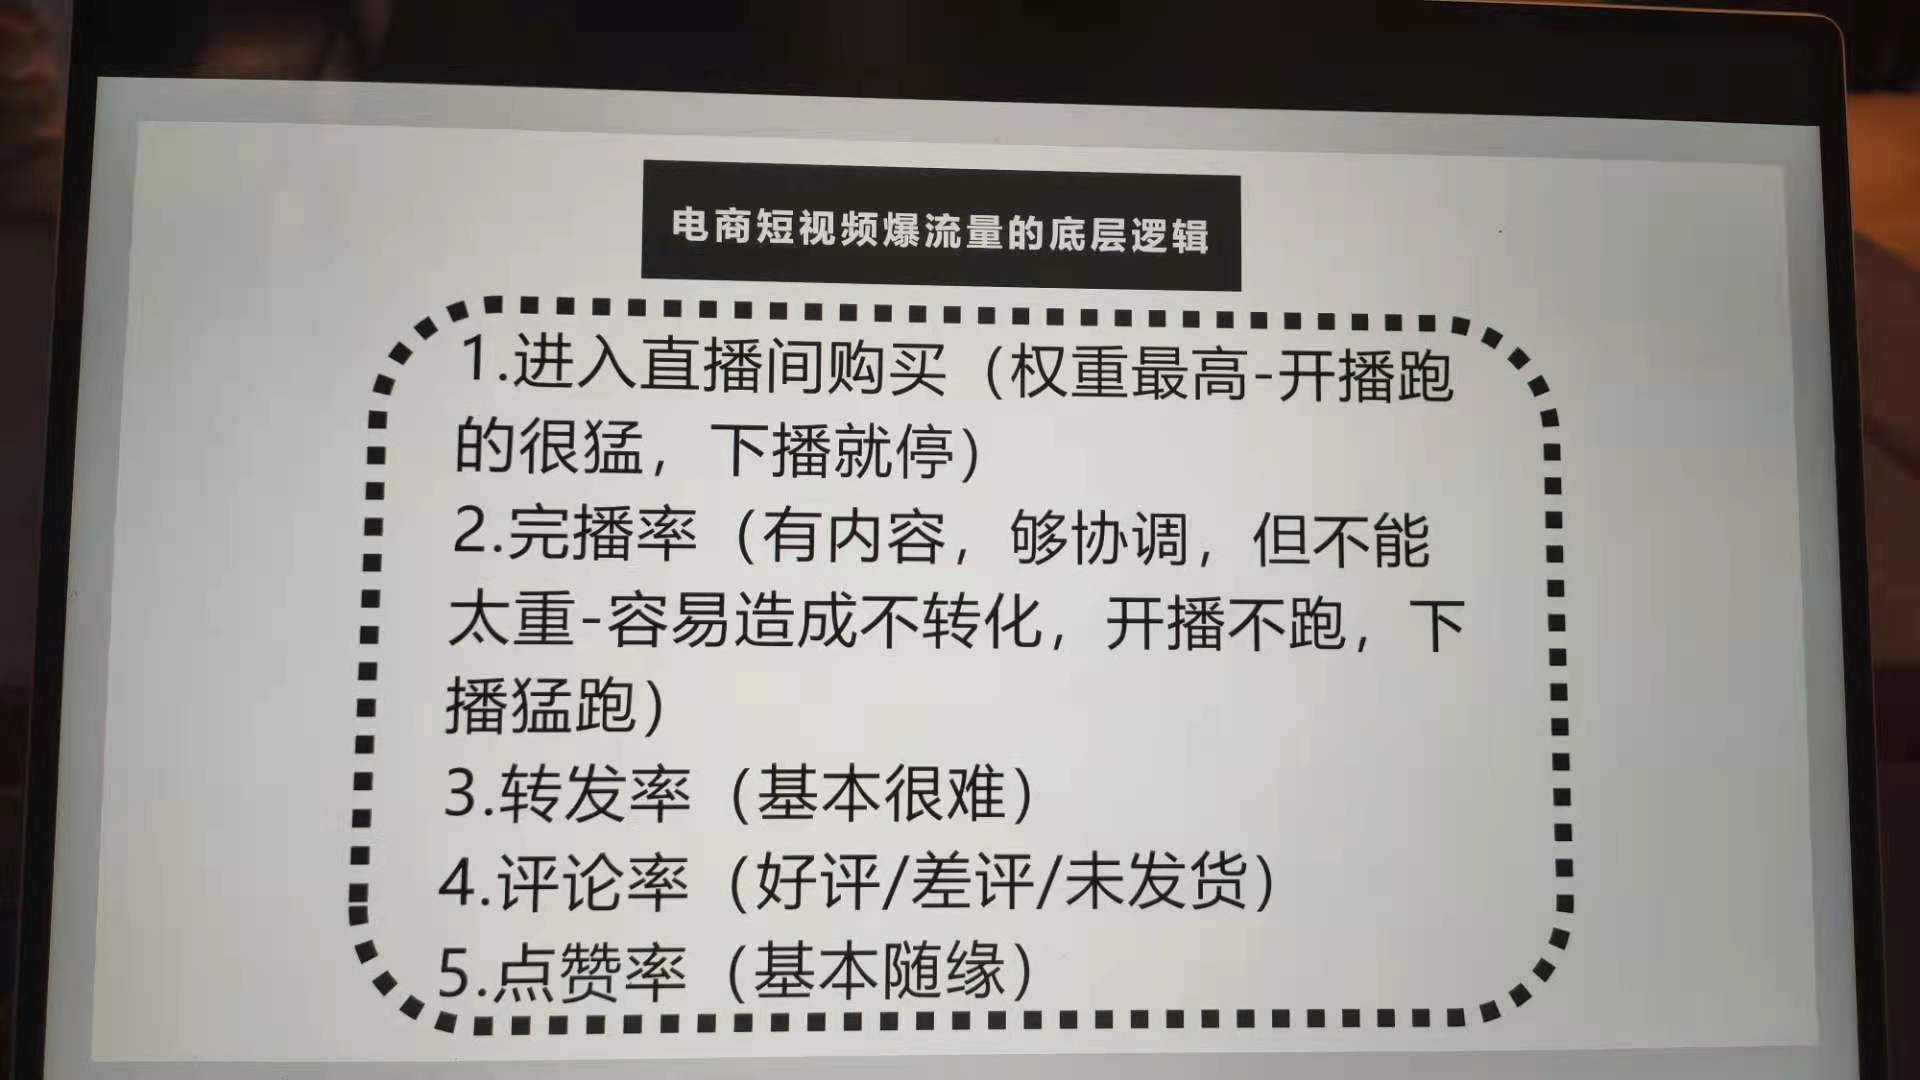 电商短视频爆流量的底层逻辑
1.进入直播间购买（权重最高-开播跑
的很猛，下播就停）
2.完播率（有内容，够协调，但不能
太重-容易造成不转化，开播不跑，下
播猛跑）
3.转发率（基本很难）
4.评论率（好评/差评/未发货）
5.点赞率（基本随缘）